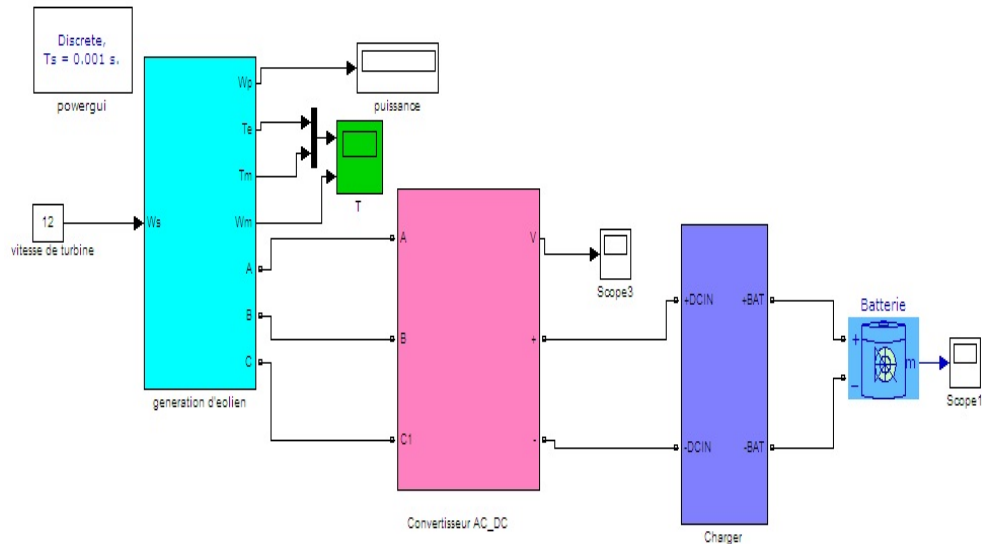 Discrete,
Ts = 0.001 s.
powergui
12
vitesse de turbine
Ws
Wp
Te
Tm
Wm
A
B
C
generation d'eolien
puissance
T
A
B
C1
V
+
-
Convertisseur AC_DC
Scope3
+DCIN
-DCIN
+BAT
-BAT
Charger
Batterie
+
−
m
Scope1